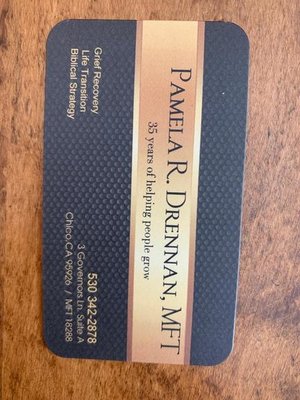 PAMELA R. DRENNAN, MFT
35 years of helping people grow
Grief Recovery
Life Transition
Biblical Strategy
530 342-2878
3 Governors Ln. Suite A
Chico,CA 95926 / MFT 18288